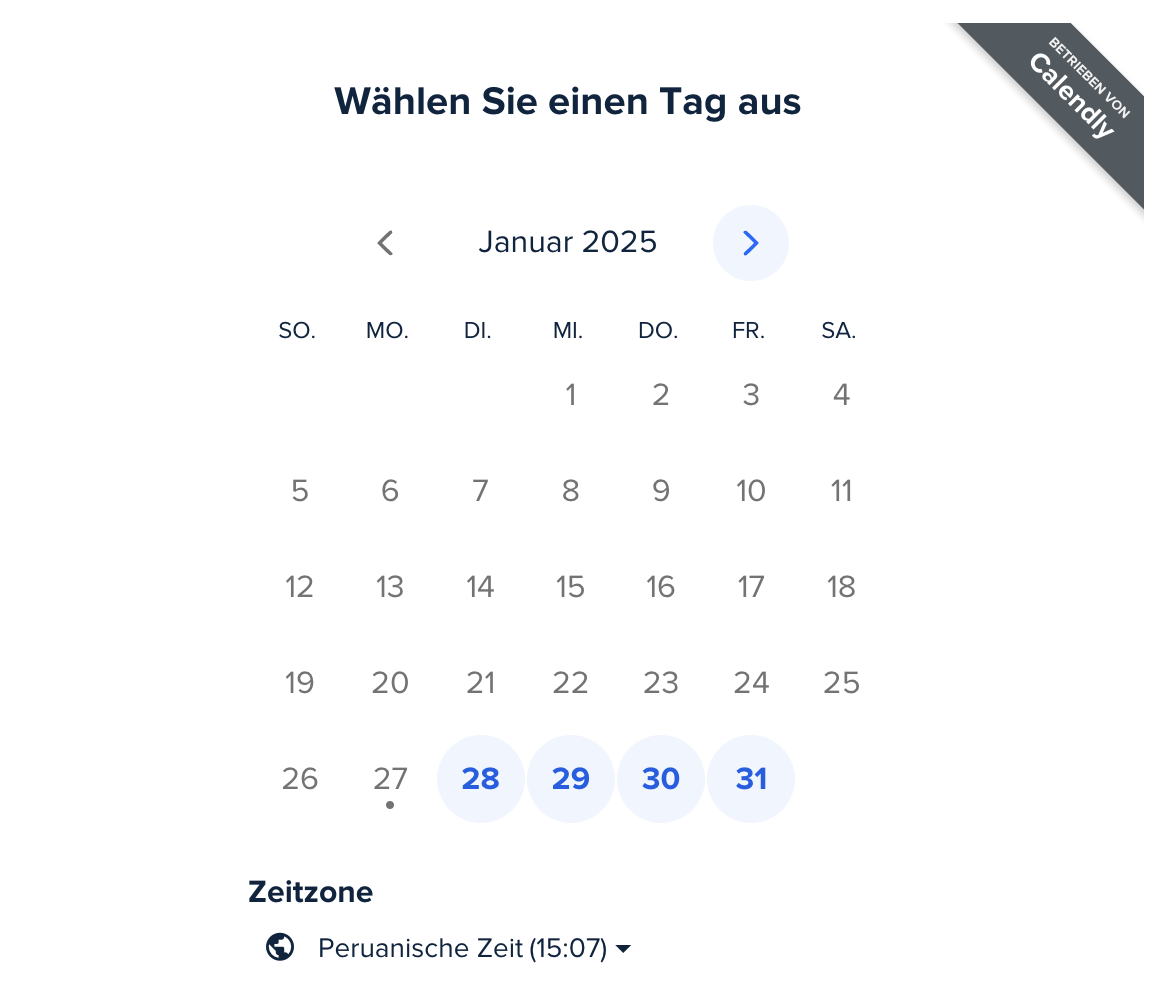 BETRIEBEN VON
Calendly
Wählen Sie einen Tag aus
Januar 2025
SO. MO. DI. MI. DO. FR. SA.
1 2 3 4
5 6 7 8 9 10 11
12 13 14 15 16 17 18
19 20 21 22 23 24 25
26 27 28 29 30 31
Zeitzone
Peruanische Zeit (15:07)